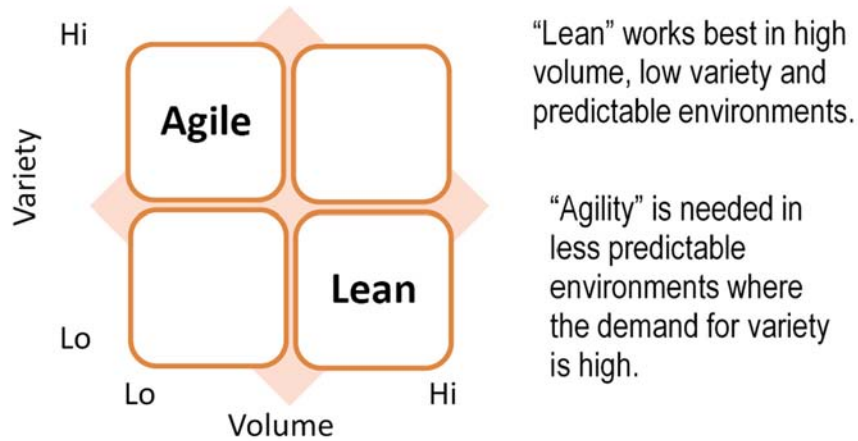 Hi
Agile
Variety
Lean
Lo
Lo
Hi
Volume
“Lean” works best in high
volume, low variety and
predictable environments.
“Agility” is needed in
less predictable
environments where
the demand for variety
is high.